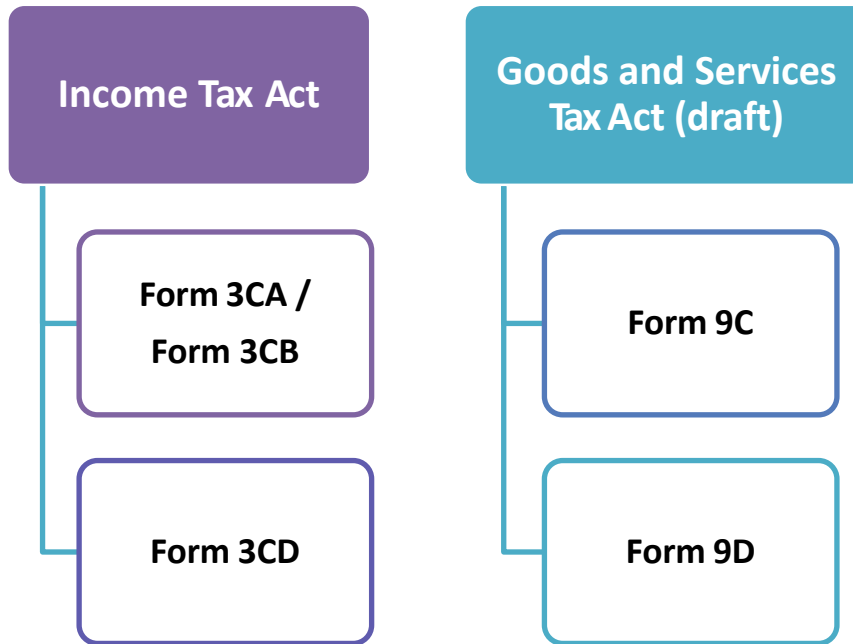 Income Tax Act
Form 3CA /
Form 3CB
Form 3CD
Goods and Services
Tax Act (draft)
Form 9C
Form 9D